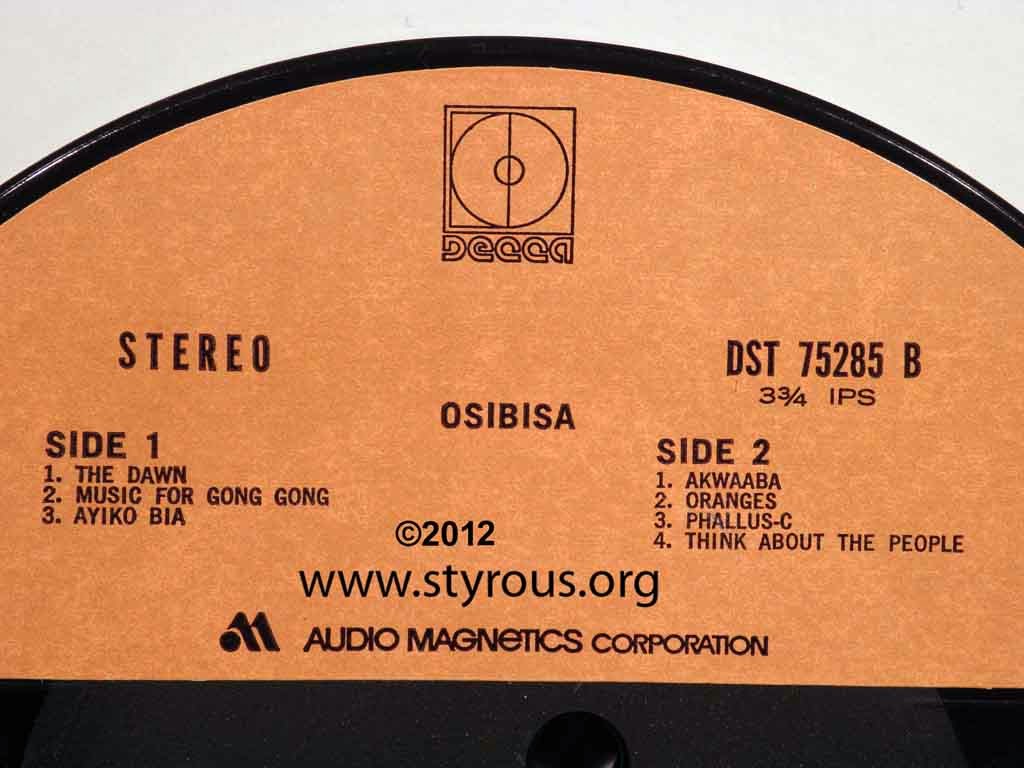 DECCA
STEREO
DST 75285 B
3¾ IPS
OSIBISA
SIDE 1
1. THE DAWN
2. MUSIC FOR GONG GONG
3. AYIKO BIA
SIDE 2
1. AKWAABA
2. ORANGES
3. PHALLUS-C
4. THINK ABOUT THE PEOPLE
©2012
www.styrous.org
AUDIO MAGNETICS CORPORATION